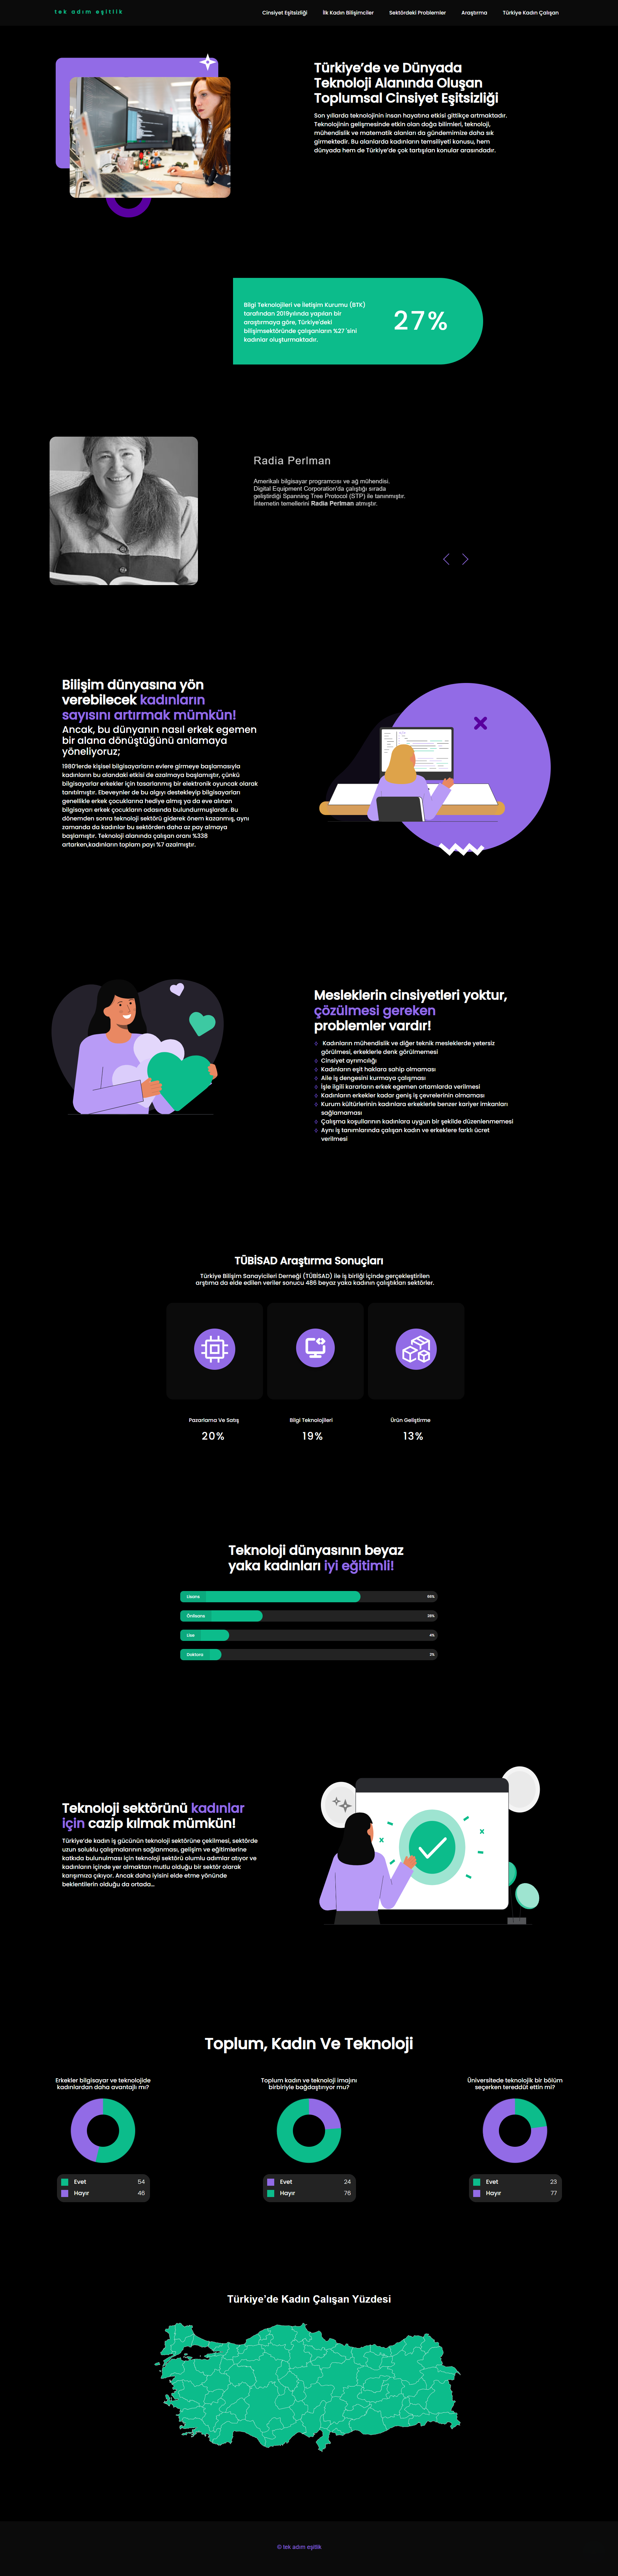 tek adım eşitlik
Cinsiyet Eşitsizliği İlk Kadın Bilişimciler Sektördeki Problemler Araştırma Türkiye Kadın Çalışan
Türkiye’de ve Dünyada
Teknoloji Alanında Oluşan
Toplumsal Cinsiyet Eşitsizliği
Son yıllarda teknolojinin insan hayatına etkisi gittikçe artmaktadır.
Teknolojinin gelişmesinde etkin olan doğa bilimleri, teknoloji,
mühendislik ve matematik alanları da gündemimize daha sık
girmektedir. Bu alanlarda kadınların temsiliyeti konusu, hem
dünyada hem de Türkiye’de çok tartışılan konular arasındadır.
Bilgi Teknolojileri ve İletişim Kurumu (BTK)
tarafından 2019yılında yapılan bir
araştırmaya göre, Türkiye'deki
bilişimsektöründe çalışanların %27 'sini
kadınlar oluşturmaktadır.
27%
Radia Perlman
Amerikalı bilgisayar programcısı ve ağ mühendisi.
Digital Equipment Corporation'da çalıştığı sırada
geliştirdiği Spanning Tree Protocol (STP) ile tanınmıştır.
İnternetin temellerini Radia Perlman atmıştır.
Bilişim dünyasına yön
verebilecek kadınların
sayısını artırmak mümkün!
Ancak, bu dünyanın nasıl erkek egemen
bir alana dönüştüğünü anlamaya
yöneliyoruz;
1980’lerde kişisel bilgisayarların evlere girmeye başlamasıyla
kadınların bu alandaki etkisi de azalmaya başlamıştır, çünkü
bilgisayarlar erkekler için tasarlanmış bir elektronik oyuncak olarak
tanıtılmıştır. Ebeveynler de bu algıyı destekleyip bilgisayarları
genellikle erkek çocuklarına hediye almış ya da eve alınan
bilgisayarı erkek çocukların odasında bulundurmuşlardır. Bu
dönemden sonra teknoloji sektörü giderek önem kazanmış, aynı
zamanda da kadınlar bu sektörden daha az pay almaya
başlamıştır. Teknoloji alanında çalışan oranı %338
artarken,kadınların toplam payı %7 azalmıştır.
Mesleklerin cinsiyetleri yoktur,
çözülmesi gereken
problemler vardır!
Kadınların mühendislik ve diğer teknik mesleklerde yetersiz
görülmesi, erkeklerle denk görülmemesi
Cinsiyet ayrımcılığı
Kadınların eşit haklara sahip olmaması
Aile iş dengesini kurmaya çalışması
İşle ilgili kararların erkek egemen ortamlarda verilmesi
Kadınların erkekler kadar geniş iş çevrelerinin olmaması
Kurum kültürlerinin kadınlara erkeklerle benzer kariyer imkanları
sağlamaması
Çalışma koşullarının kadınlara uygun bir şekilde düzenlenmemesi
Aynı iş tanımlarında çalışan kadın ve erkeklere farklı ücret
verilmesi
TÜBİSAD Araştırma Sonuçları
Türkiye Bilişim Sanayicileri Derneği (TÜBİSAD) ile iş birliği içinde gerçekleştirilen
arştırma da elde edilen veriler sonucu 486 beyaz yaka kadının çalıştıkları sektörler.
Pazarlama Ve Satış
20%
Bilgi Teknolojileri
19%
Ürün Geliştirme
13%
Teknoloji dünyasının beyaz
yaka kadınları iyi eğitimli!
Lisans
Önlisans
Lise 4%
Doktora
Teknoloji sektörünü kadınlar
için cazip kılmak mümkün!
Türkiye’de kadın iş gücünün teknoloji sektörüne çekilmesi, sektörde
uzun soluklu çalışmalarının sağlanması, gelişim ve eğitimlerine
katkıda bulunulması için teknoloji sektörü olumlu adımlar atıyor ve
kadınların içinde yer almaktan mutlu olduğu bir sektör olarak
karışımıza çıkıyor. Ancak daha iyisini elde etme yönünde
beklentilerin olduğu da ortada...
Toplum, Kadın Ve Teknoloji
Erkekler bilgisayar ve teknolojide
kadınlardan daha avantajlı mı?
Evet 54
Hayır 46
Toplum kadın ve teknoloji imajını
birbiriyle bağdaştırıyor mu?
Evet 24
Hayır 76
Üniversitede teknolojik bir bölüm
seçerken tereddüt ettin mi?
Evet 23
Hayır 77
Türkiye'de Kadın Çalışan Yüzdesi
© tek adım eşitlik